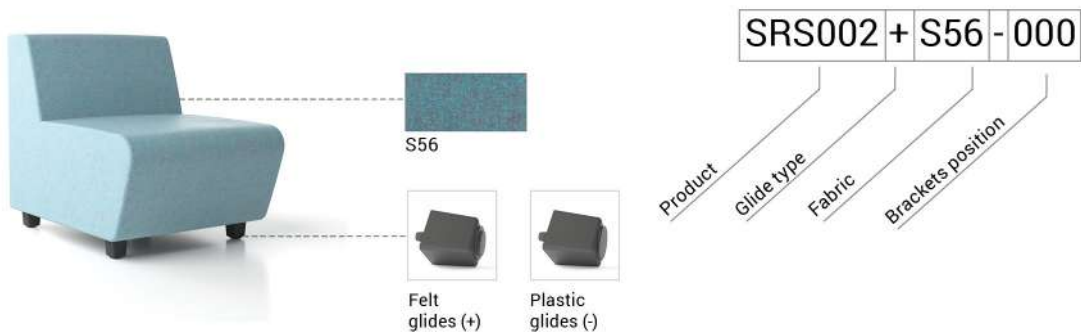 SRS002+S56-000
S56
Product
Glide type
Fabric
Brackets position
Felt
glides (+)
Plastic
glides (-)